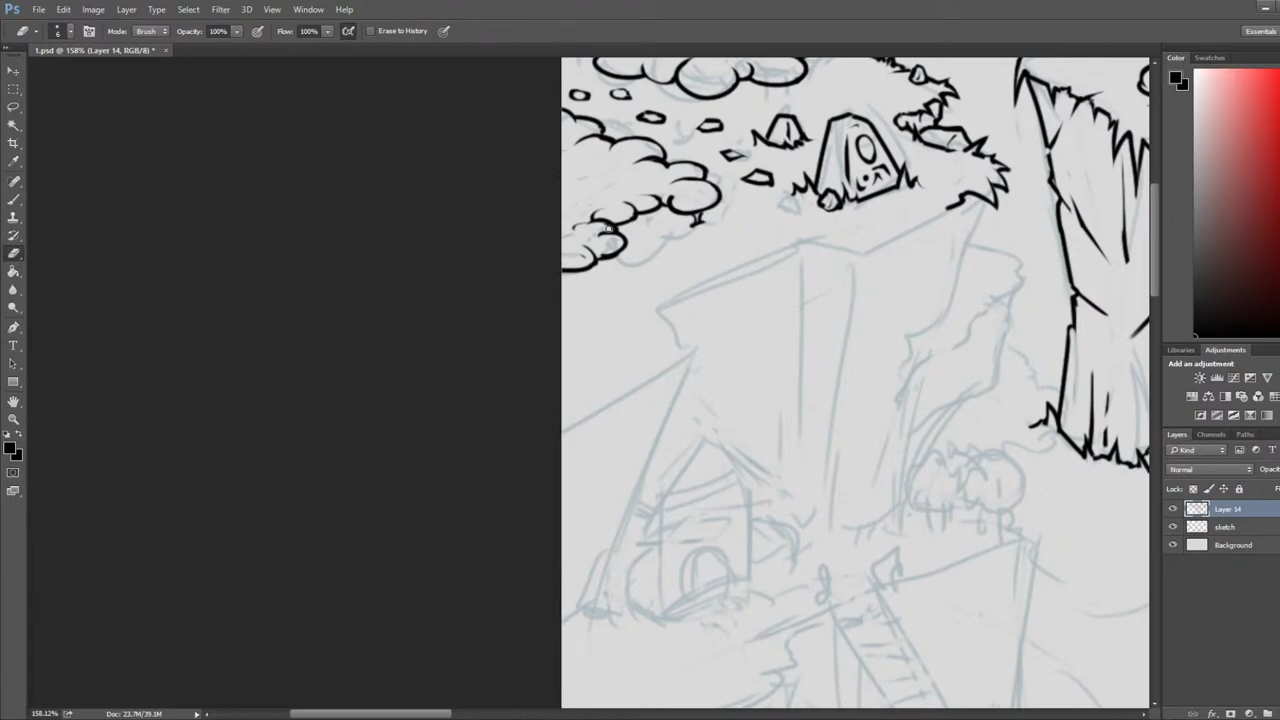 Ps File Edit Image Layer Type Select Filter 3D View Window Help
6 Mode: Brush Opacity: 100% Flow: 100% Erase to History Essentials
1.psd @ 158% (Layer 14, RGB/8) * ×
Color Swatches
Libraries Adjustments
Add an adjustment
Layers Channels Paths
Kind
Normal Opacity
Lock:
Layer 14
sketch
Background
158.12% Doc: 23.7M/39.1M